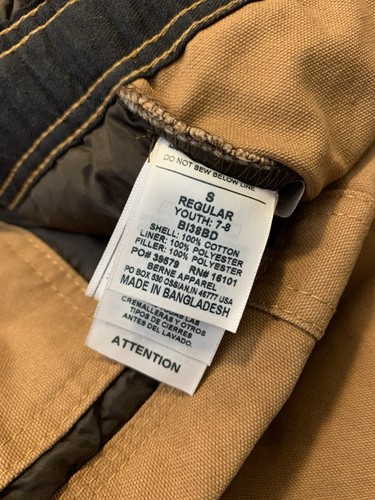 DO NOT SEW BELOW LINE
S
REGULAR
YOUTH: 7-8
BI38BD
SHELL: 100% COTTON
LINER: 100% POLYESTER
FILLER: 100% POLYESTER
PO# 39679 RN# 16101
BERNE APPAREL
PO BOX 530 OSSIAN, IN 46777 USA
MADE IN BANGLADESH
CREMALLERAS Y OTROS
TIPOS DE CIERRES
ANTES DEL LAVADO.
ATTENTION